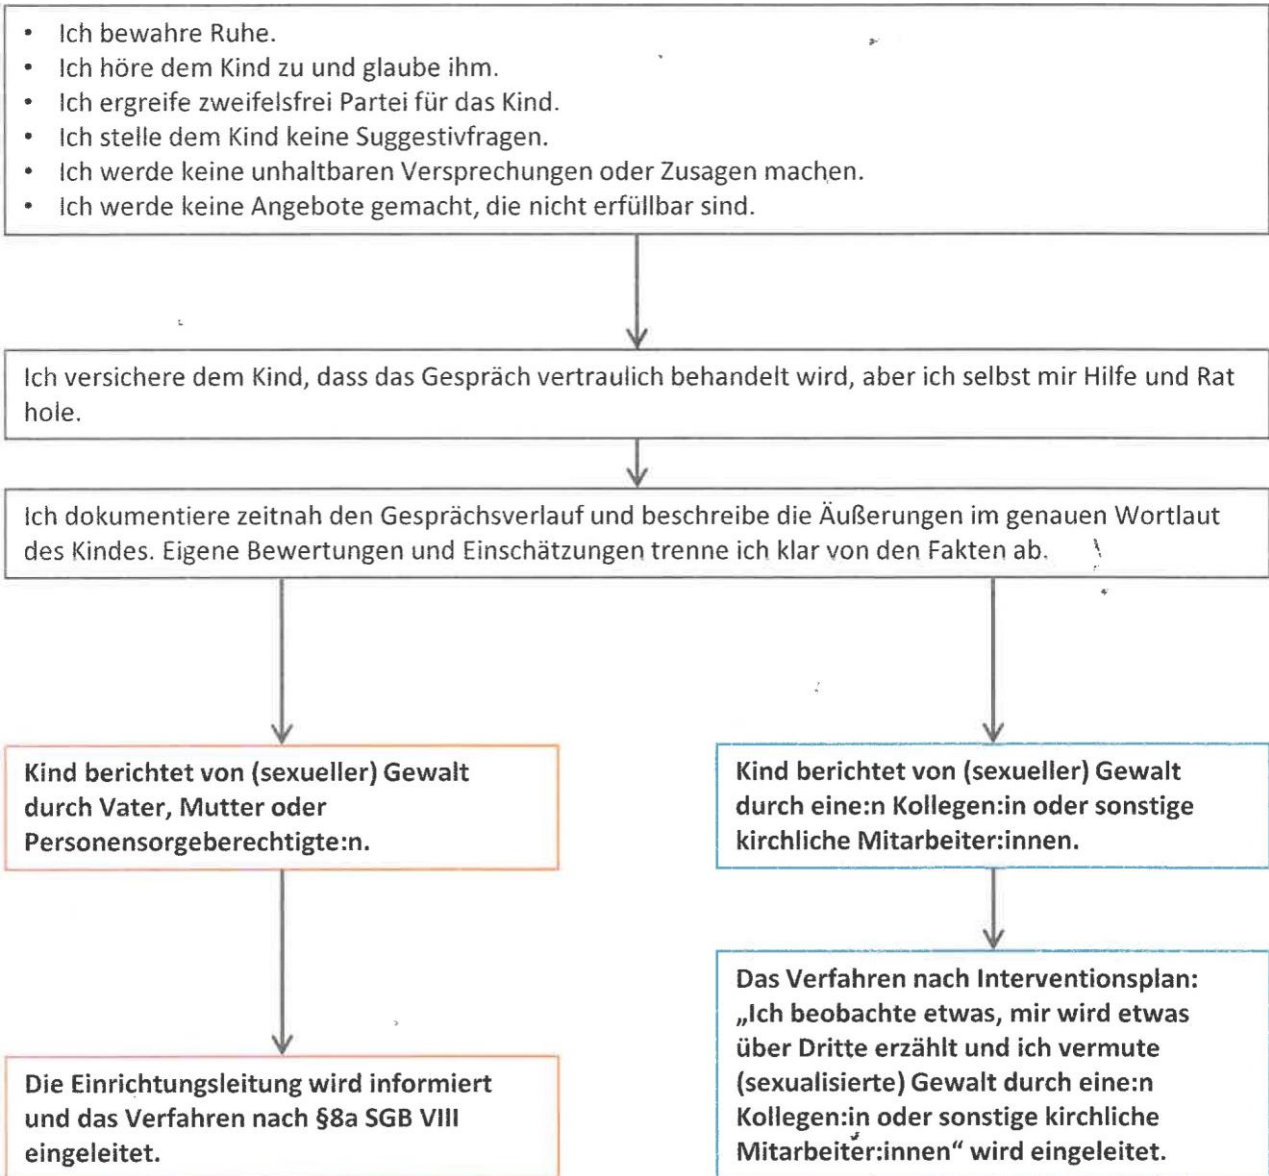 • Ich bewahre Ruhe.
• Ich höre dem Kind zu und glaube ihm.
• Ich ergreife zweifelsfrei Partei für das Kind.
• Ich stelle dem Kind keine Suggestivfragen.
• Ich werde keine unhaltbaren Versprechungen oder Zusagen machen.
• Ich werde keine Angebote gemacht, die nicht erfüllbar sind.
Ich versichere dem Kind, dass das Gespräch vertraulich behandelt wird, aber ich selbst mir Hilfe und Rat
hole.
Ich dokumentiere zeitnah den Gesprächsverlauf und beschreibe die Äußerungen im genauen Wortlaut
des Kindes. Eigene Bewertungen und Einschätzungen trenne ich klar von den Fakten ab.
Kind berichtet von (sexueller) Gewalt
durch Vater, Mutter oder
Personensorgeberechtigte:n.
Die Einrichtungsleitung wird informiert
und das Verfahren nach §8a SGB VIII
eingeleitet.
Kind berichtet von (sexueller) Gewalt
durch eine:n Kollegen:in oder sonstige
kirchliche Mitarbeiter:innen.
Das Verfahren nach Interventionsplan:
„Ich beobachte etwas, mir wird etwas
über Dritte erzählt und ich vermute
(sexualisierte) Gewalt durch eine:n
Kollegen:in oder sonstige kirchliche
Mitarbeiter:innen“ wird eingeleitet.